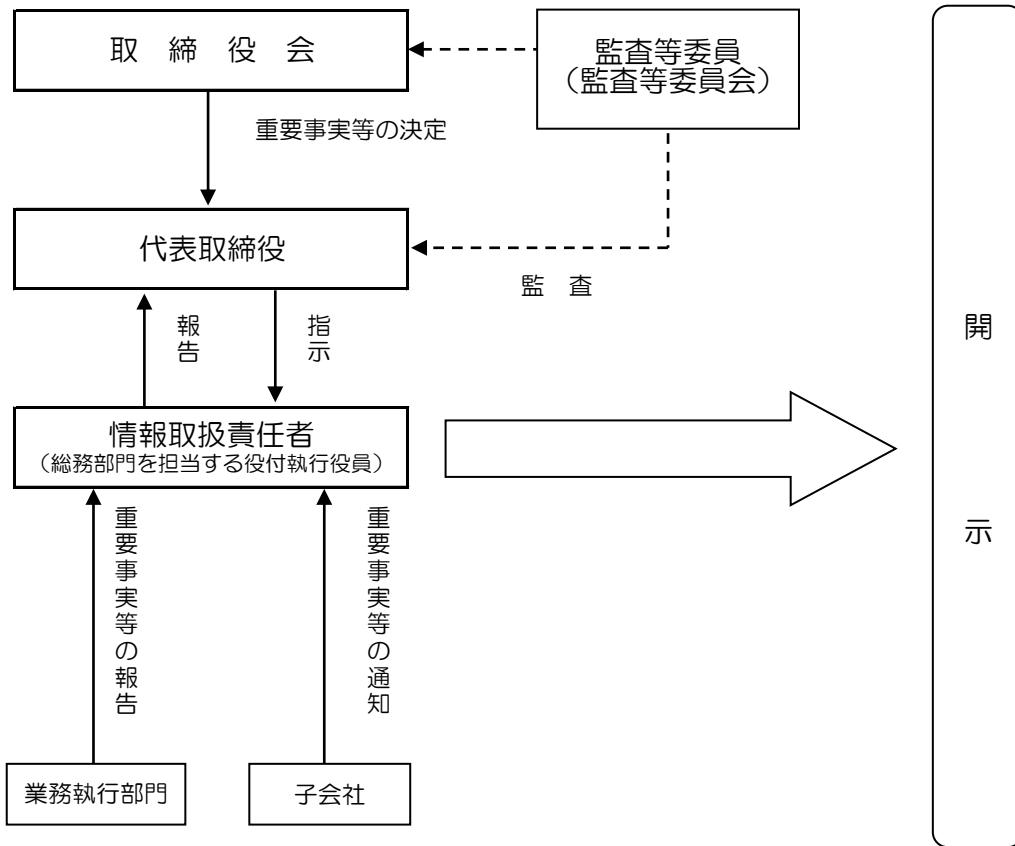 取 締 役 会
監査等委員
（監査等委員会）
重要事実等の決定
代表取締役
監 査
報告
指示
情報取扱責任者
（総務部門を担当する役付執行役員）
重要事実等の報告
重要事実等の通知
業務執行部門
子会社
開示